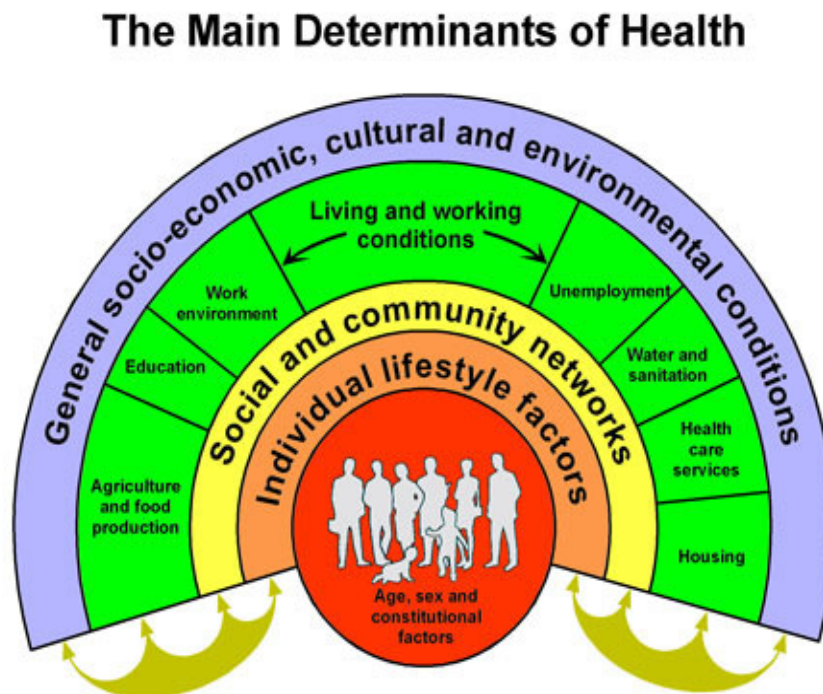 The Main Determinants of Health
General socio-economic, cultural and environmental conditions
Living and working
conditions
Work
environment
Education
Agriculture
and food
production
Unemployment
Water and
sanitation
Health
care
services
Housing
Social and community networks
Individual lifestyle factors
Age, sex and
constitutional
factors